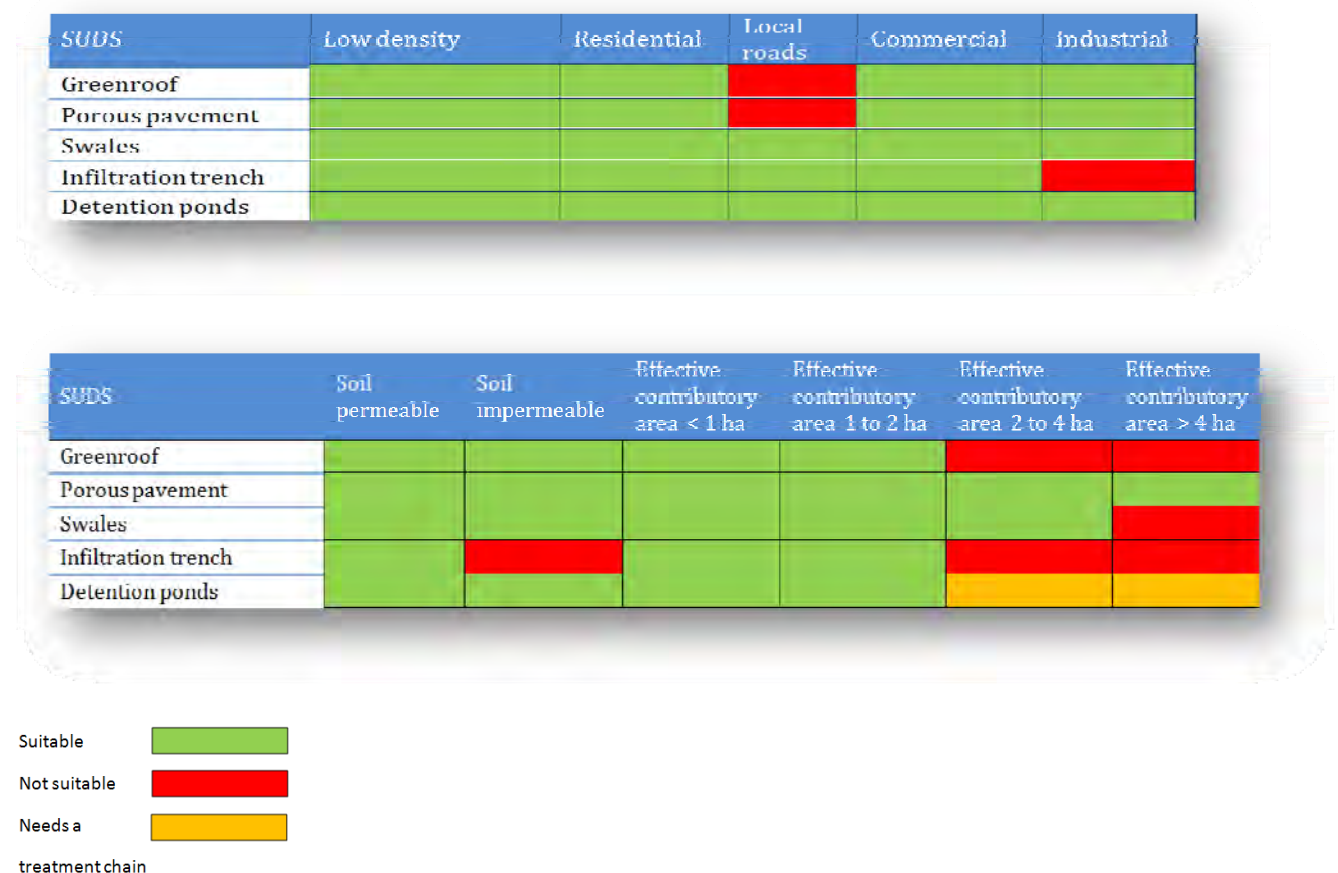 SUDS Low density Residential Local roads Commercial Industrial
Greenroof
Porous pavement
Swales
Infiltration trench
Detention ponds
SUDS Soil permeable Soil impermeable Effective contributory area < 1 ha Effective contributory area 1 to 2 ha Effective contributory area 2 to 4 ha Effective contributory area > 4 ha
Greenroof
Porous pavement
Swales
Infiltration trench
Detention ponds
Suitable
Not suitable
Needs a
treatment chain